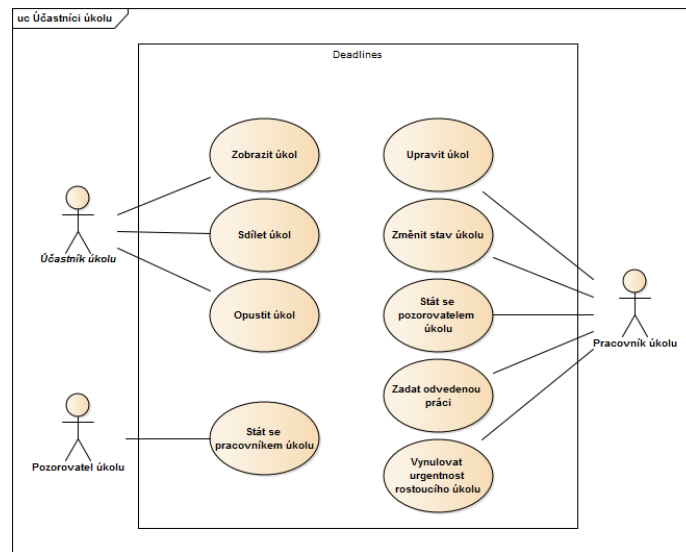 uc Účastníci úkolu
Deadlines
Zobrazit úkol
Upravit úkol
Sdílet úkol
Změnit stav úkolu
Účastník úkolu
Opustit úkol
Stát se
pozorovatelem
úkolu
Pracovník úkolu
Zadat odvedenou
práci
Stát se
pracovníkem úkolu
Pozorovatel úkolu
Vynulovat
urgentnost
rostoucího úkolu